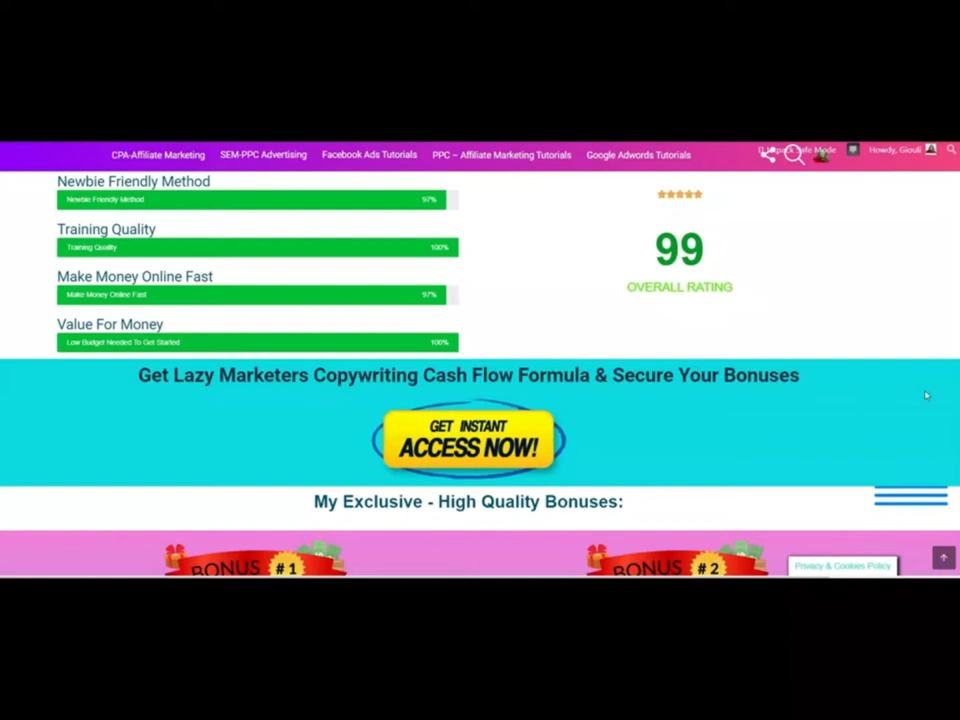 CPA-Affiliate Marketing SEM-PPC Advertising Facebook Ads Tutorials PPC – Affiliate Marketing Tutorials Google Adwords Tutorials Safe Mode Howdy, Giouli
Newbie Friendly Method
Newbie Friendly Method 97%
Training Quality
Training Quality 100%
Make Money Online Fast
Make Money Online Fast 97%
Value For Money
Low Budget Needed To Get Started 100%
99
OVERALL RATING
Get Lazy Marketers Copywriting Cash Flow Formula & Secure Your Bonuses
GET INSTANT
ACCESS NOW!
My Exclusive - High Quality Bonuses:
BONUS #1 BONUS #2
Privacy & Cookies Policy